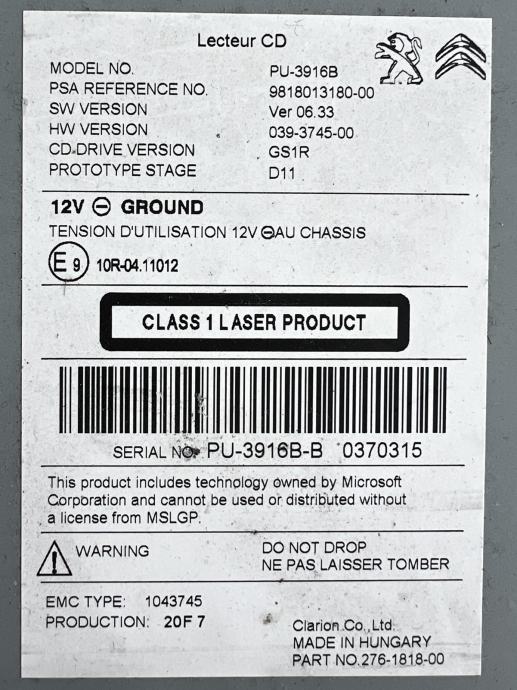 Lecteur CD
MODEL NO. PU-3916B
PSA REFERENCE NO. 9818013180-00
SW VERSION Ver 06.33
HW VERSION 039-3745-00
CD-DRIVE VERSION GS1R
PROTOTYPE STAGE D11
12V ⊖ GROUND
TENSION D'UTILISATION 12V ⊖AU CHASSIS
E9 10R-04.11012
CLASS 1 LASER PRODUCT
SERIAL NO. PU-3916B-B 0370315
This product includes technology owned by Microsoft
Corporation and cannot be used or distributed without
a license from MSLGP.
WARNING DO NOT DROP
NE PAS LAISSER TOMBER
EMC TYPE: 1043745
PRODUCTION: 20F7
Clarion Co., Ltd.
MADE IN HUNGARY
PART NO.276-1818-00